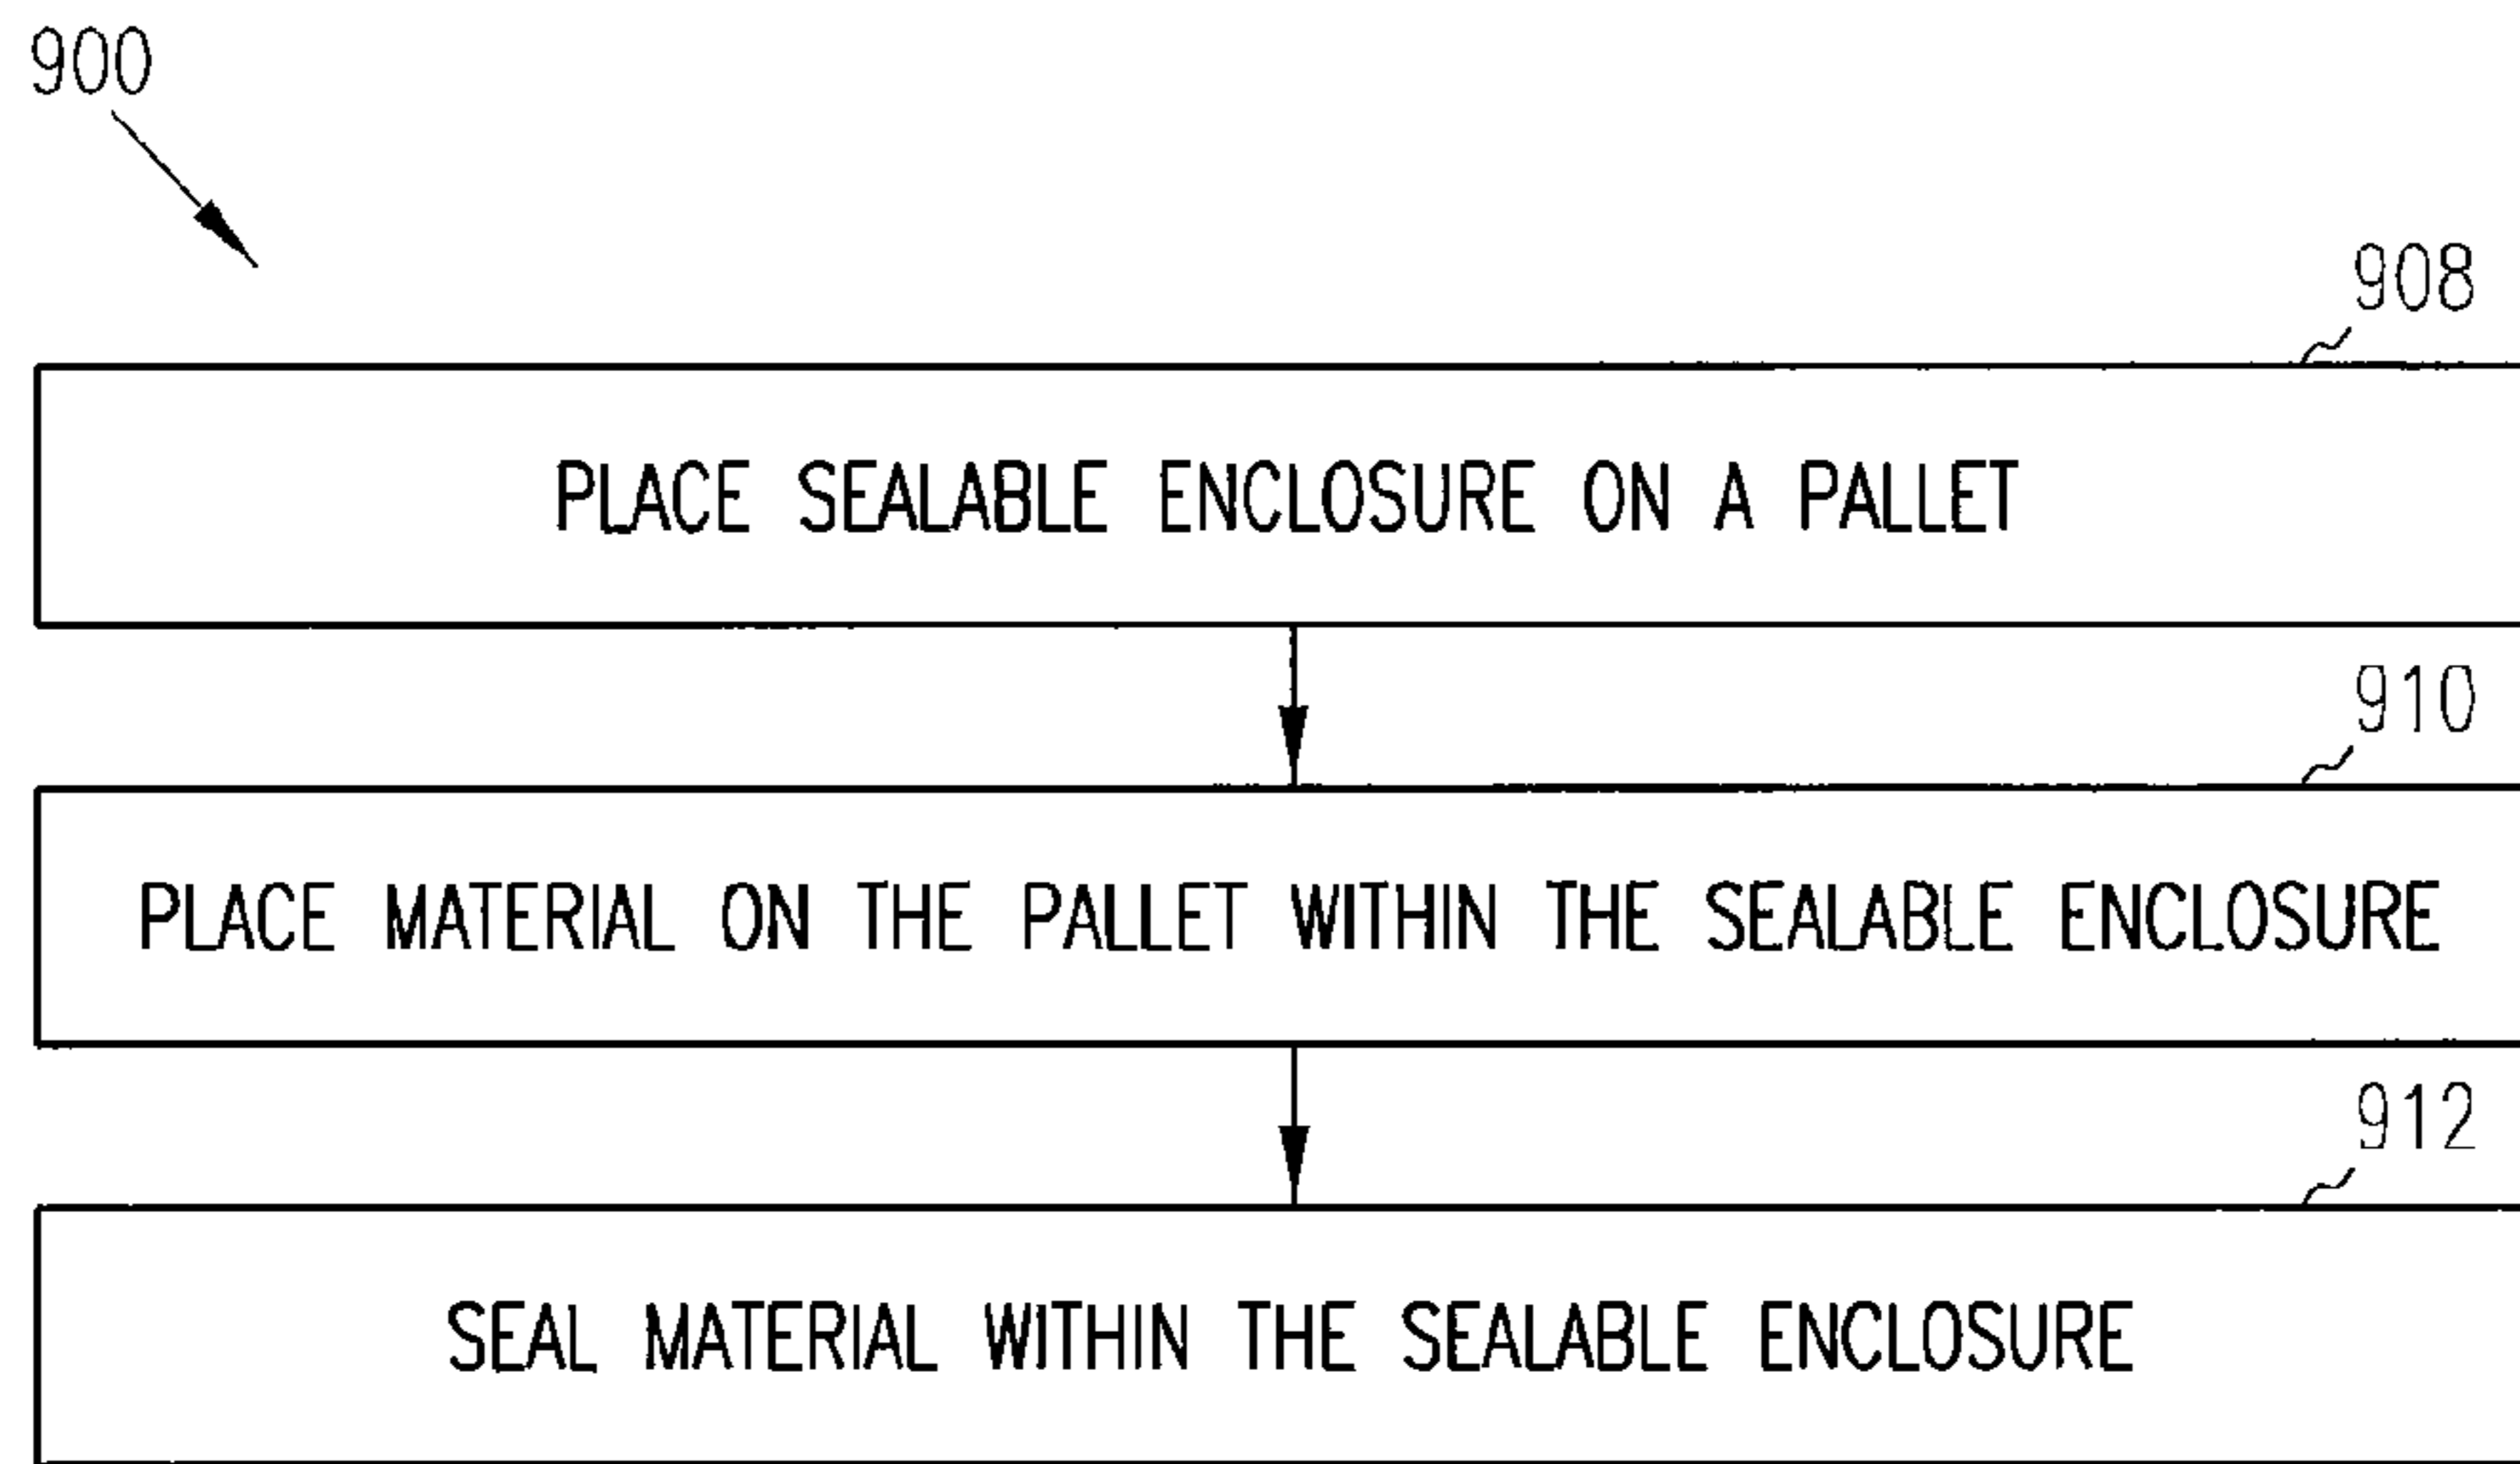 900
908
PLACE SEALABLE ENCLOSURE ON A PALLET
910
PLACE MATERIAL ON THE PALLET WITHIN THE SEALABLE ENCLOSURE
912
SEAL MATERIAL WITHIN THE SEALABLE ENCLOSURE